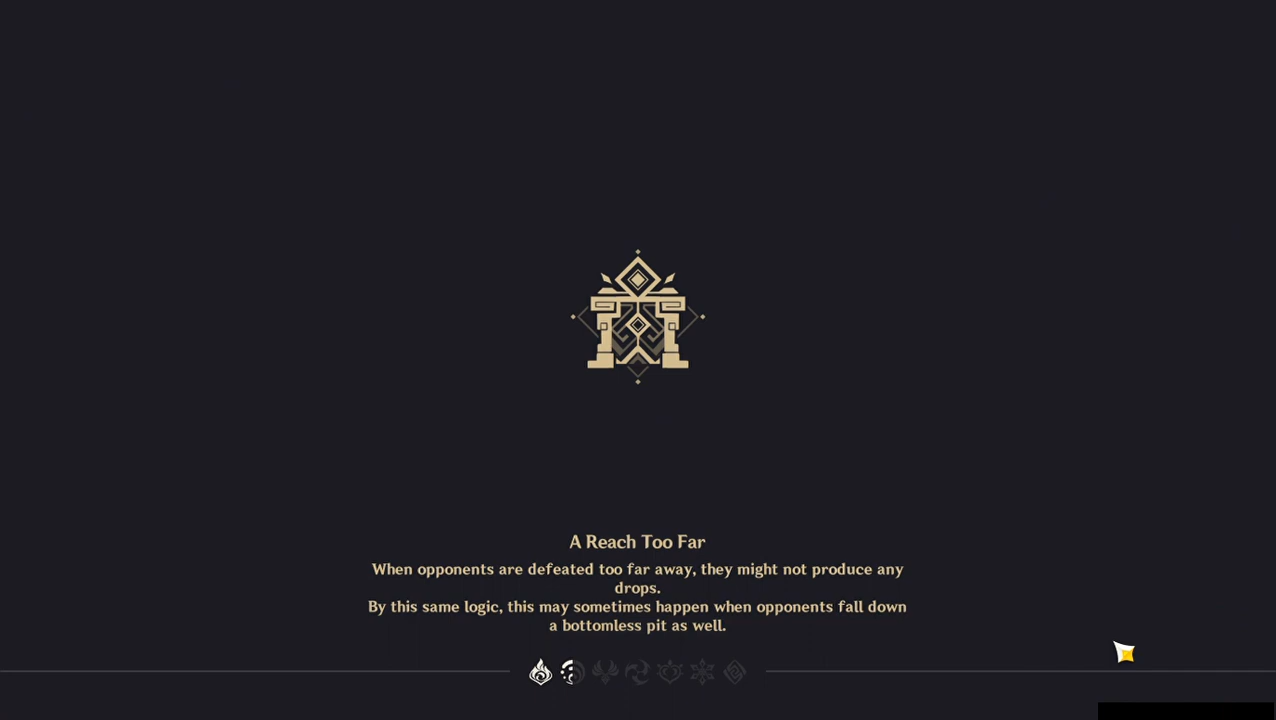 A Reach Too Far
When opponents are defeated too far away, they might not produce any
drops.
By this same logic, this may sometimes happen when opponents fall down
a bottomless pit as well.